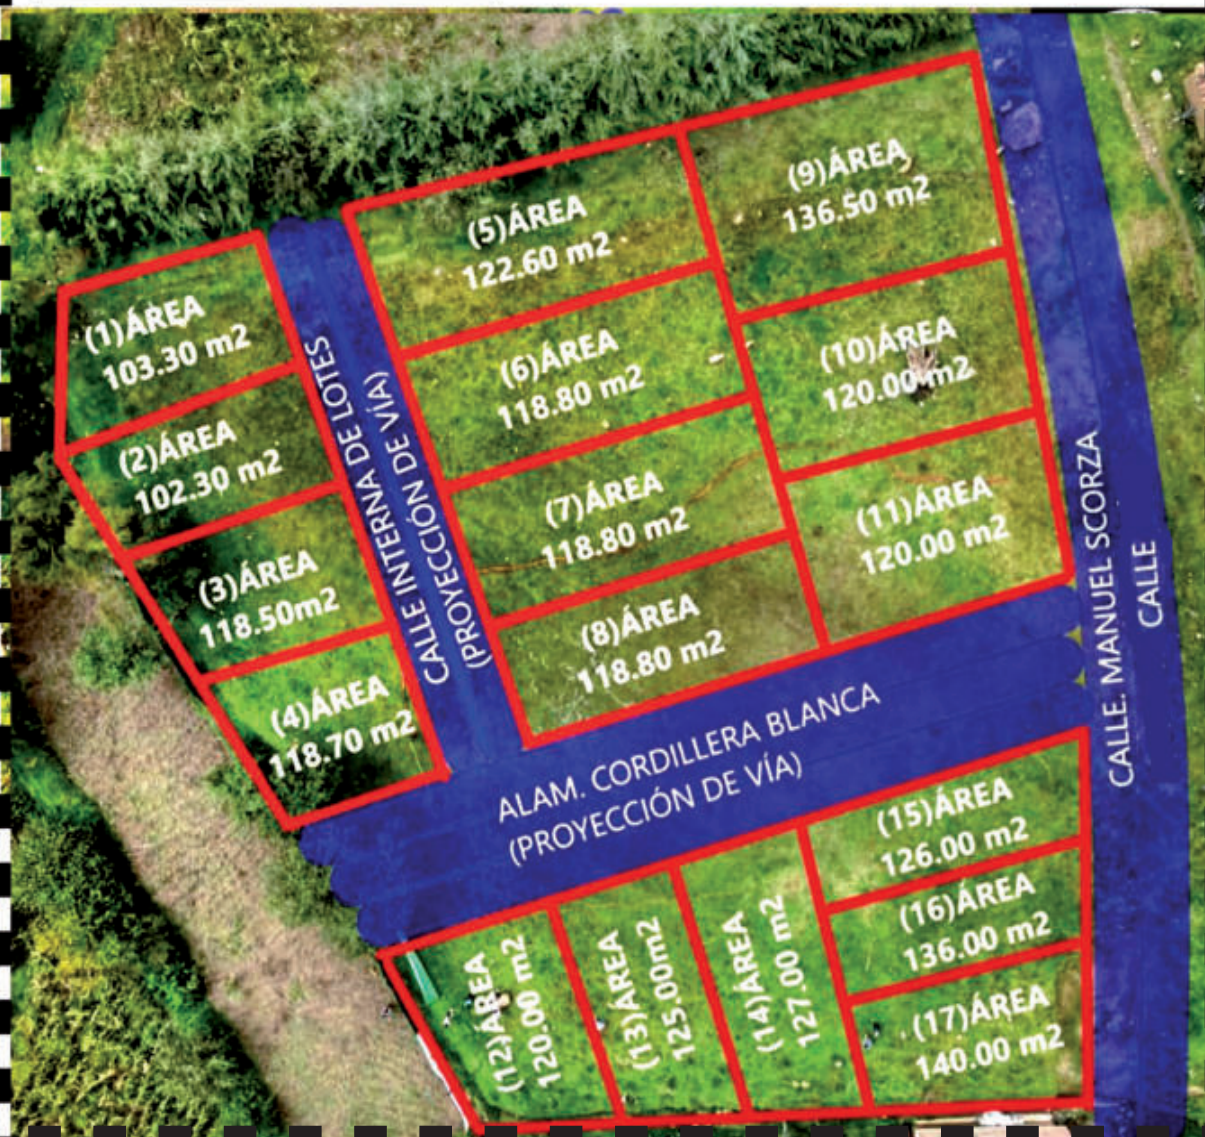 (1)ÁREA
103.30 m2
(2)ÁREA
102.30 m2
(3)ÁREA
118.50m2
(4)ÁREA
118.70 m2
CALLE INTERNA DE LOTES
(PROYECCIÓN DE VÍA)
(5)ÁREA
122.60 m2
(6)ÁREA
118.80 m2
(7)ÁREA
118.80 m2
(8)ÁREA
118.80 m2
(9)ÁREA
136.50 m2
(10)ÁREA
120.00 m2
(11)ÁREA
120.00 m2
CALLE. MANUEL SCORZA
CALLE
ALAM. CORDILLERA BLANCA
(PROYECCIÓN DE VÍA)
(12)ÁREA
120.00 m2
(13)ÁREA
125.00m2
(14)ÁREA
127.00 m2
(15)ÁREA
126.00 m2
(16)ÁREA
136.00 m2
(17)ÁREA
140.00 m2